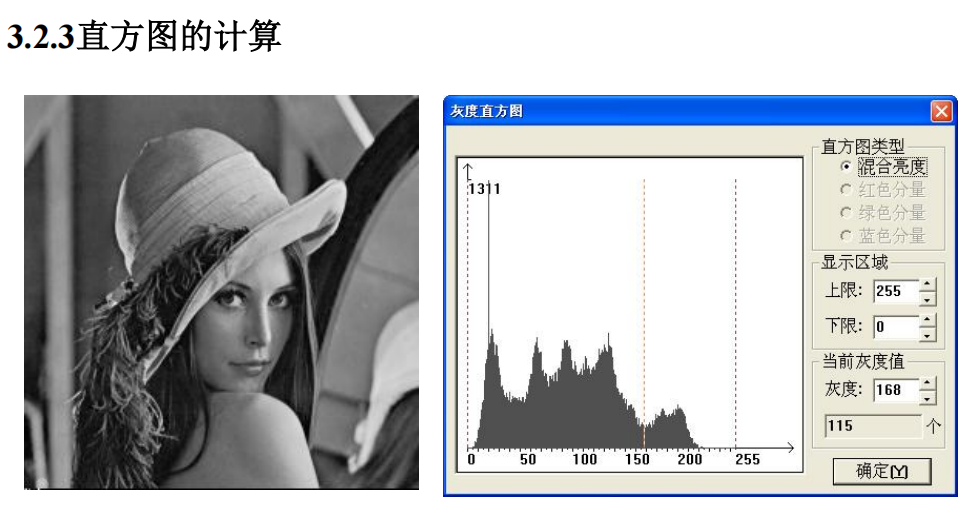 3.2.3直方图的计算
灰度直方图
1311
0 50 100 150 200 255
直方图类型
混合亮度
红色分量
绿色分量
蓝色分量
显示区域
上限: 255
下限: 0
当前灰度值
灰度: 168
115 个
确定[Y]